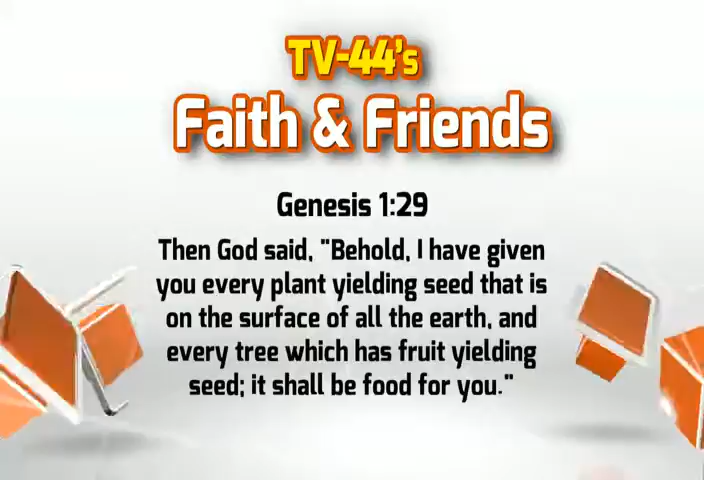 TV-44's
Faith & Friends
Genesis 1:29
Then God said, "Behold, I have given
you every plant yielding seed that is
on the surface of all the earth, and
every tree which has fruit yielding
seed; it shall be food for you."